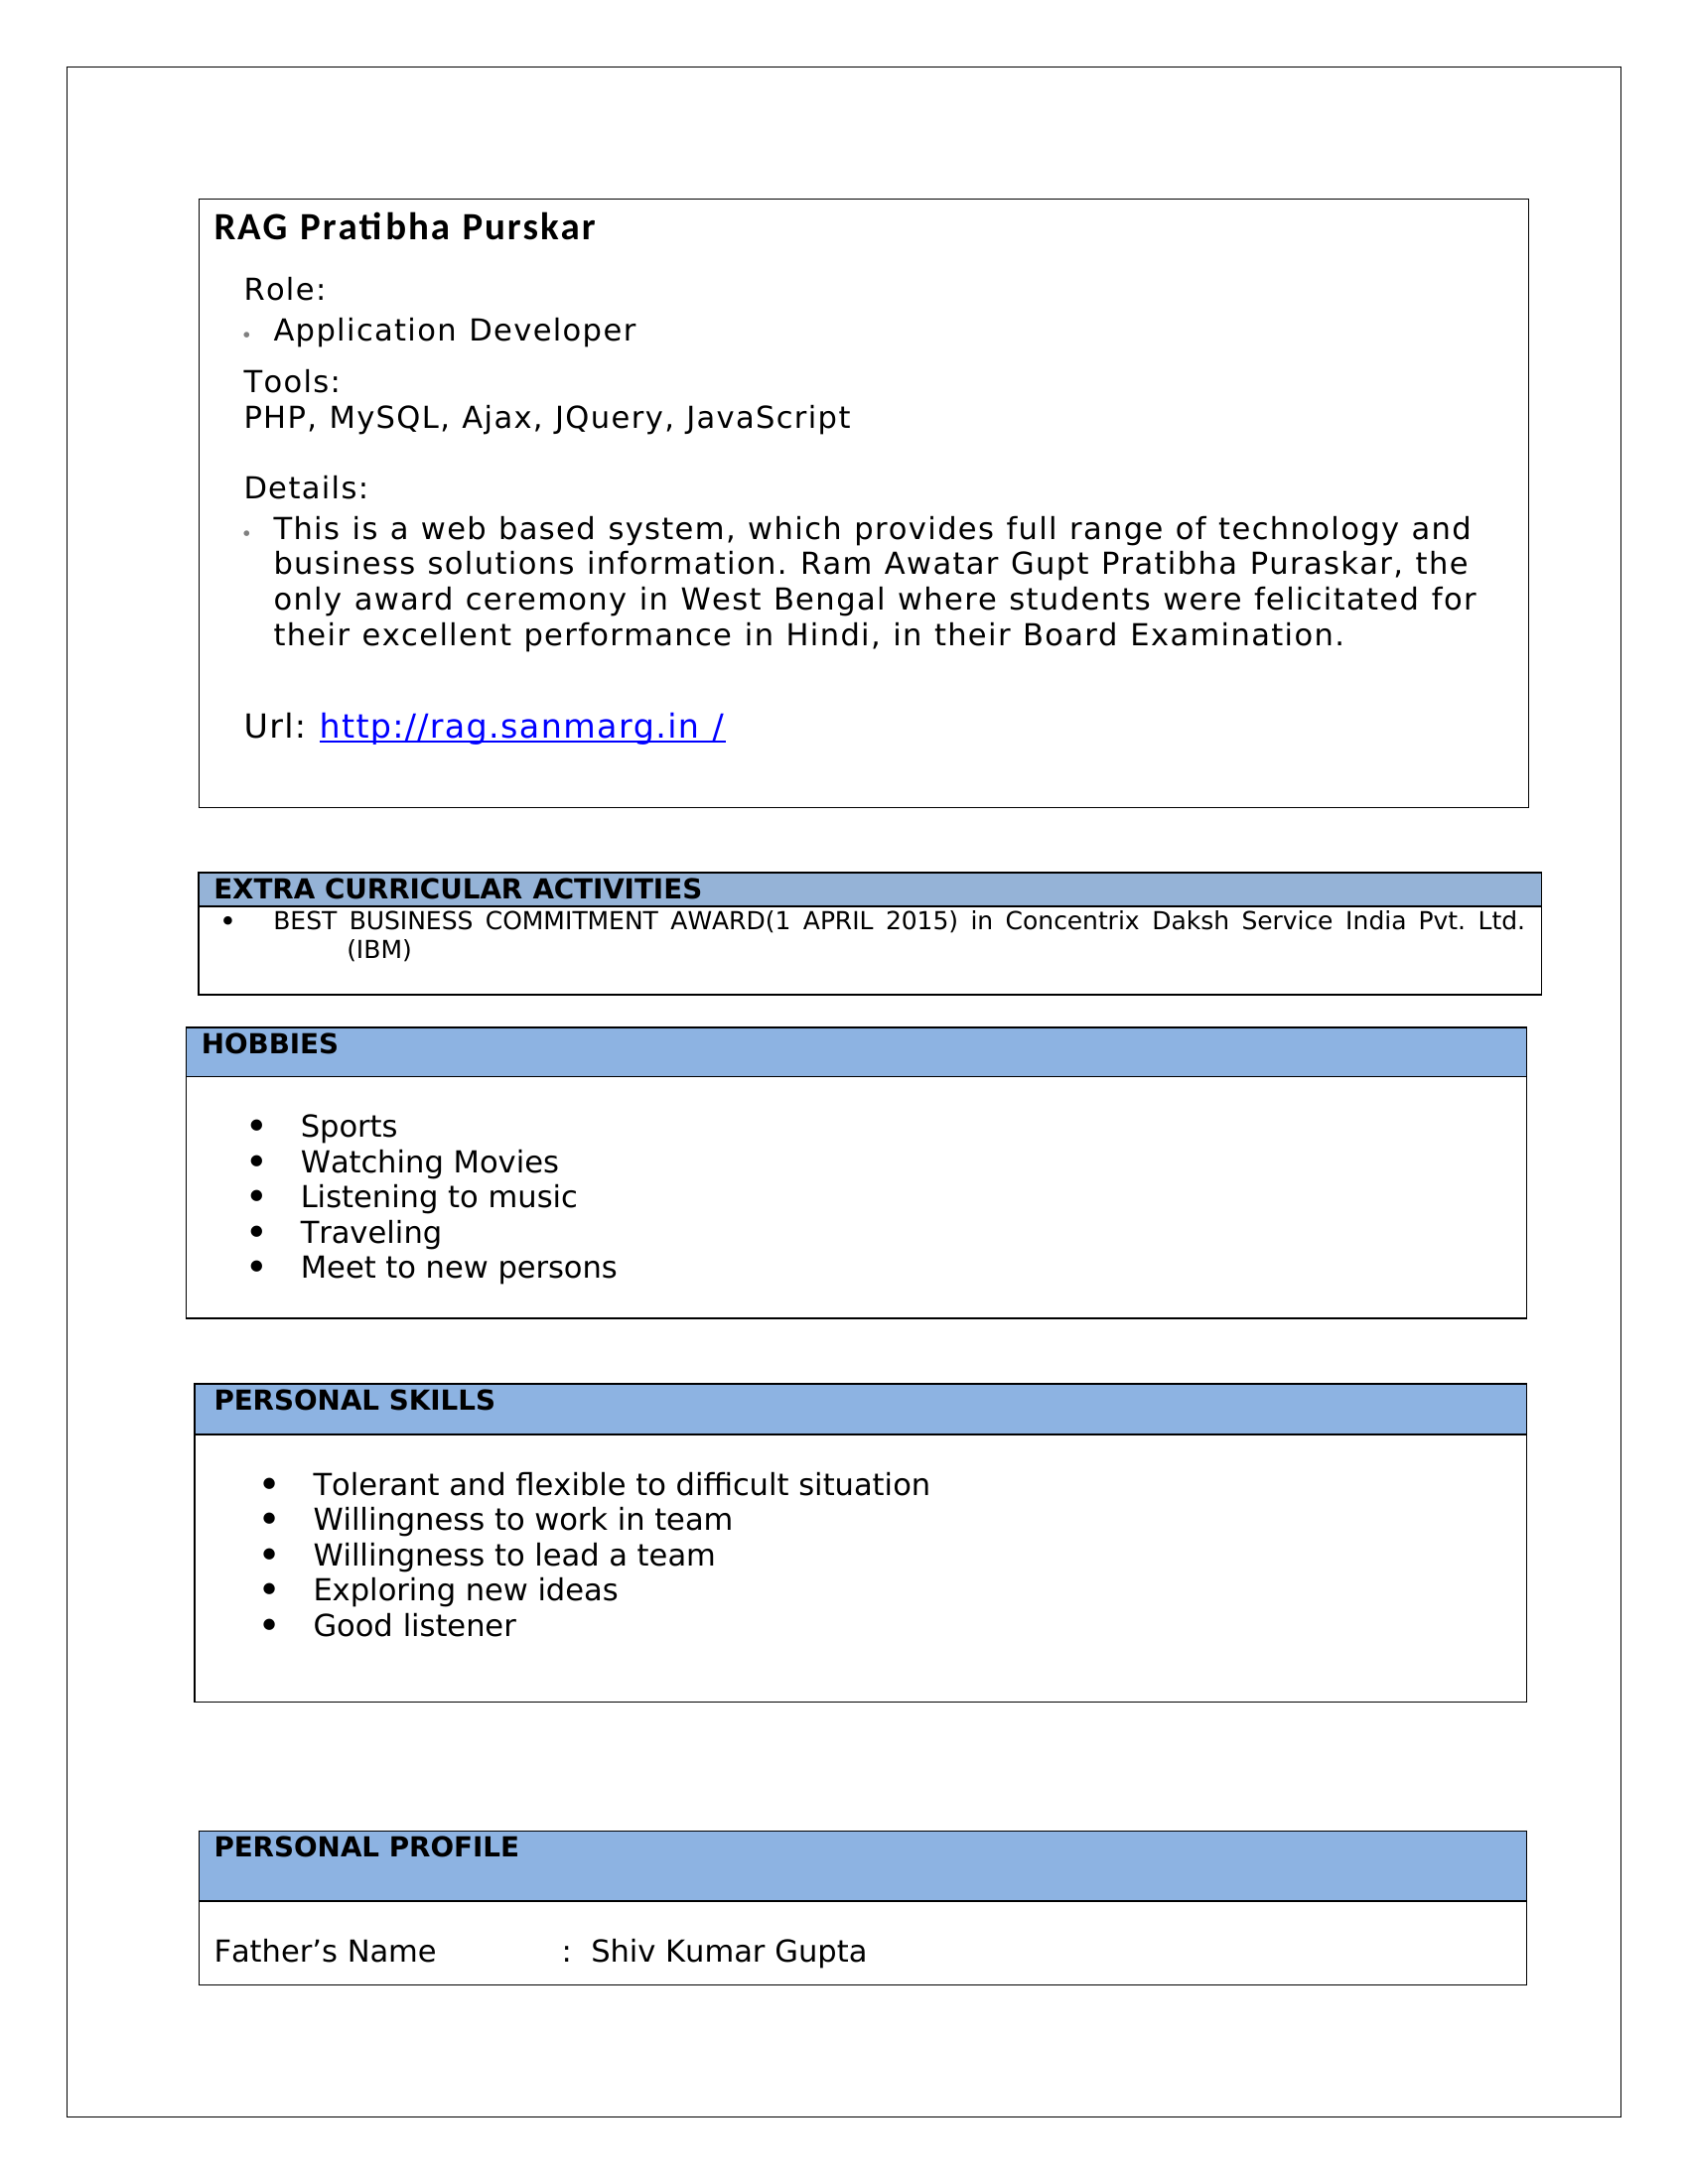 RAG Pratibha Purskar
Role:
• Application Developer
Tools:
PHP, MySQL, Ajax, JQuery, JavaScript
Details:
• This is a web based system, which provides full range of technology and
business solutions information. Ram Awatar Gupt Pratibha Puraskar, the
only award ceremony in West Bengal where students were felicitated for
their excellent performance in Hindi, in their Board Examination.
Url: http://rag.sanmarg.in /
EXTRA CURRICULAR ACTIVITIES
• BEST BUSINESS COMMITMENT AWARD(1 APRIL 2015) in Concentrix Daksh Service India Pvt. Ltd.
(IBM)
HOBBIES
• Sports
• Watching Movies
• Listening to music
• Traveling
• Meet to new persons
PERSONAL SKILLS
• Tolerant and flexible to difficult situation
• Willingness to work in team
• Willingness to lead a team
• Exploring new ideas
• Good listener
PERSONAL PROFILE
Father’s Name : Shiv Kumar Gupta